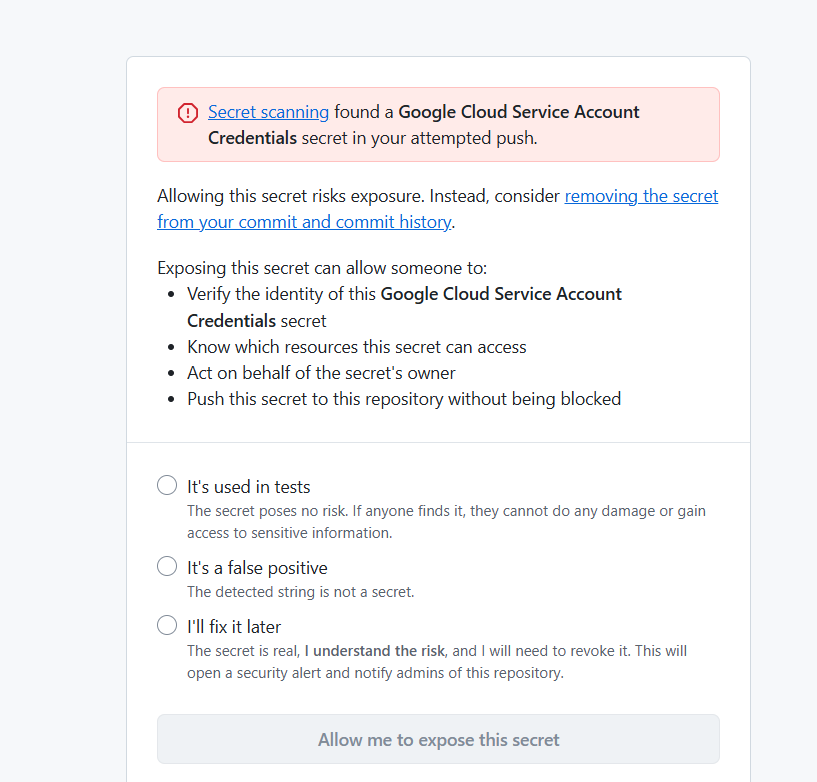 Secret scanning found a Google Cloud Service Account
Credentials secret in your attempted push.
Allowing this secret risks exposure. Instead, consider removing the secret
from your commit and commit history.
Exposing this secret can allow someone to:
• Verify the identity of this Google Cloud Service Account
Credentials secret
• Know which resources this secret can access
• Act on behalf of the secret's owner
• Push this secret to this repository without being blocked
It's used in tests
The secret poses no risk. If anyone finds it, they cannot do any damage or gain
access to sensitive information.
It's a false positive
The detected string is not a secret.
I'll fix it later
The secret is real, I understand the risk, and I will need to revoke it. This will
open a security alert and notify admins of this repository.
Allow me to expose this secret